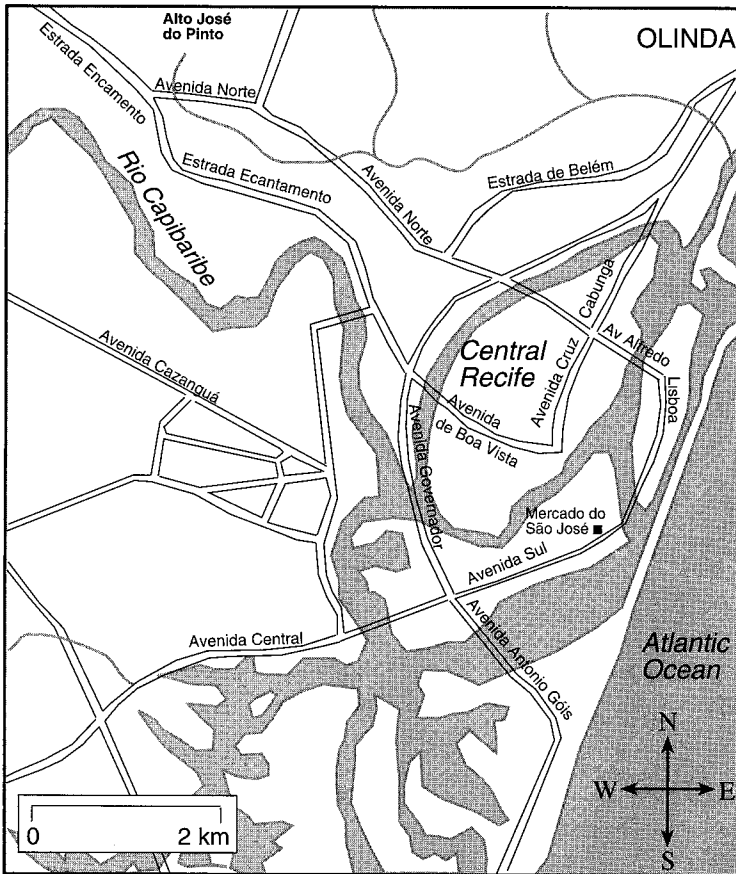 Alto José
do Pinto
OLINDA
Estrada Encamento
Avenida Norte
Rio Capibaribe
Estrada Ecantamento
Avenida Norte
Estrada de Belém
Cabunga
Avenida Cazanguá
Central
Recife
Av Alfredo
Avenida Cruz
Lisboa
Avenida
de Boa Vista
Avenida Governador
Mercado do
São José
Avenida Sul
Avenida Central
Avenida Antonio Góis
Atlantic
Ocean
N
W
E
S
0
2 km